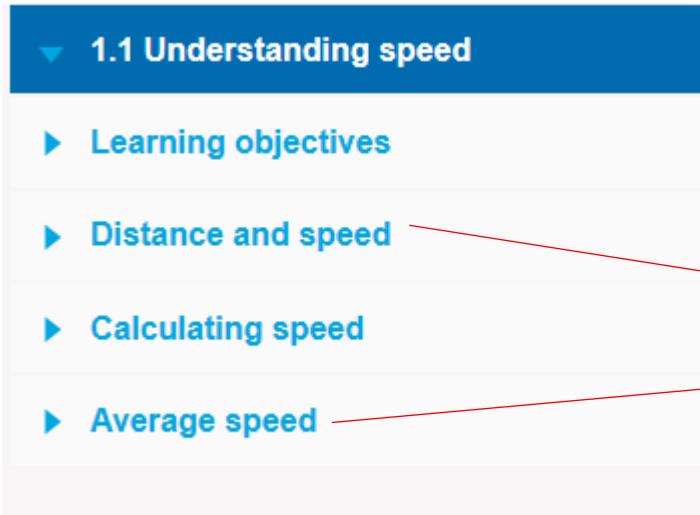 1.1 Understanding speed
Learning objectives
Distance and speed
Calculating speed
Average speed